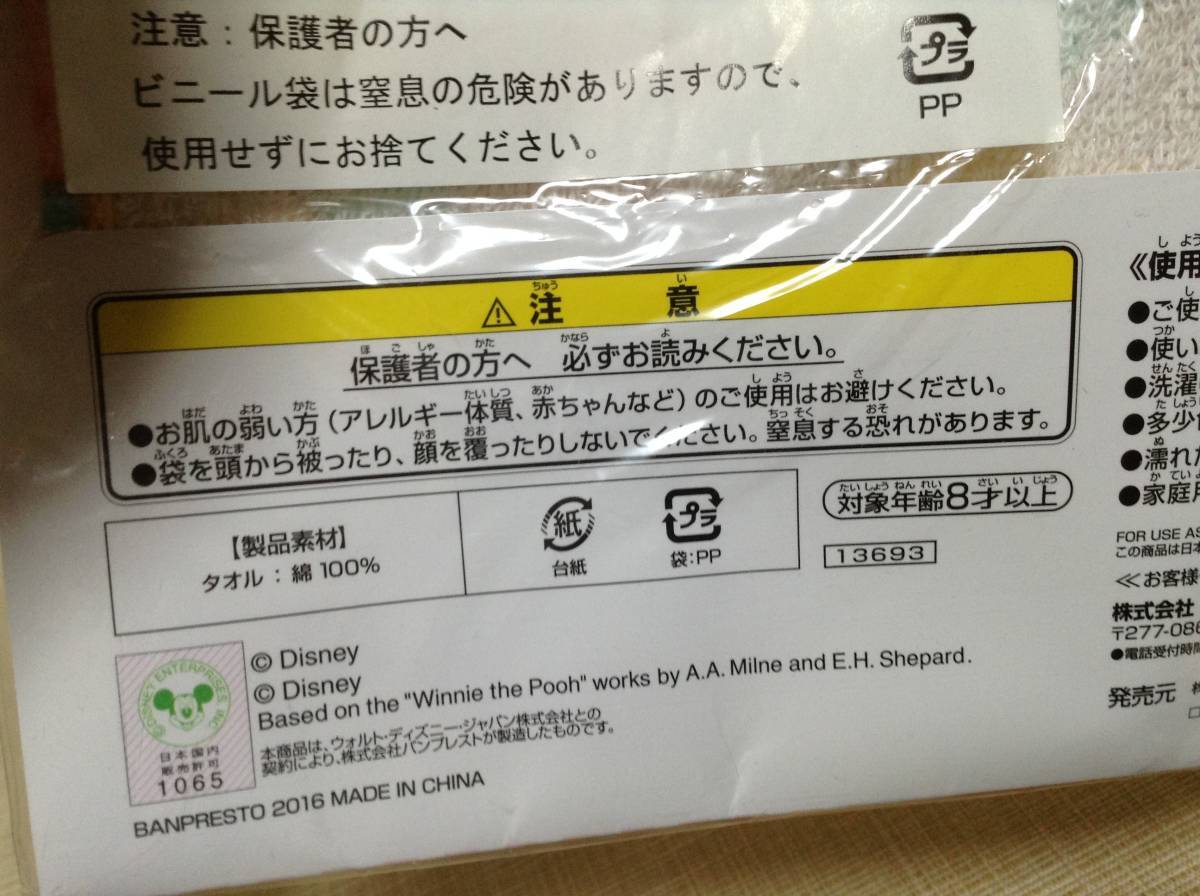 注意：保護者の方へ
ビニール袋は窒息の危険がありますので、
使用せずにお捨てください。
プラ
PP
注意
保護者の方へ 必ずお読みください。
●お肌の弱い方（アレルギー体質、赤ちゃんなど）のご使用はお避けください。
●袋を頭から被ったり、顔を覆ったりしないでください。窒息する恐れがあります。
【製品素材】
タオル：綿100%
紙
台紙
プラ
袋：PP
対象年齢8才以上
13693
《使用
●ご使
●使い
●洗濯
●多少
●濡れ
●家庭用
FOR USE AS
この商品は日本
≪お客様
株式会社
〒277-086
●電話受付時間
発売元
© DISNEY ENTERPRISES, INC.
日本国内
販売許可
1065
© Disney
© Disney
Based on the "Winnie the Pooh" works by A.A. Milne and E.H. Shepard.
本商品は、ウォルト・ディズニー・ジャパン株式会社との
契約により、株式会社バンプレストが製造したものです。
BANPRESTO 2016 MADE IN CHINA